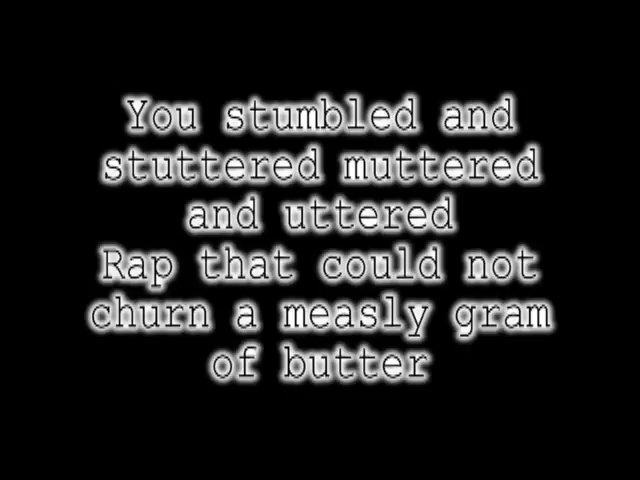 You stumbled and
stuttered muttered
and uttered
Rap that could not
churn a measly gram
of butter